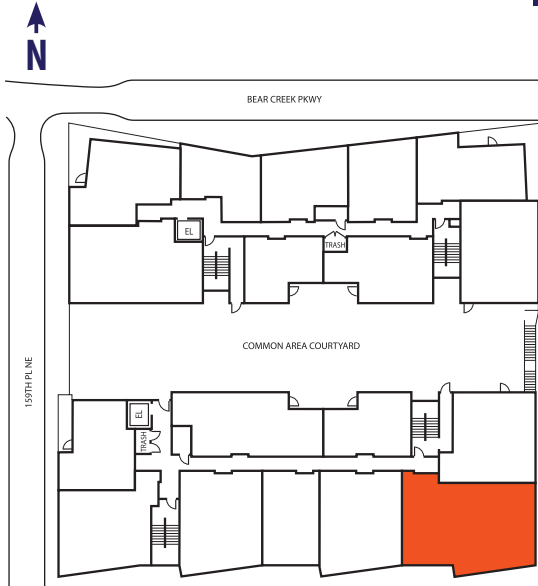 N
BEAR CREEK PKWY
EL
TRASH
COMMON AREA COURTYARD
159TH PL NE
EL
TRASH